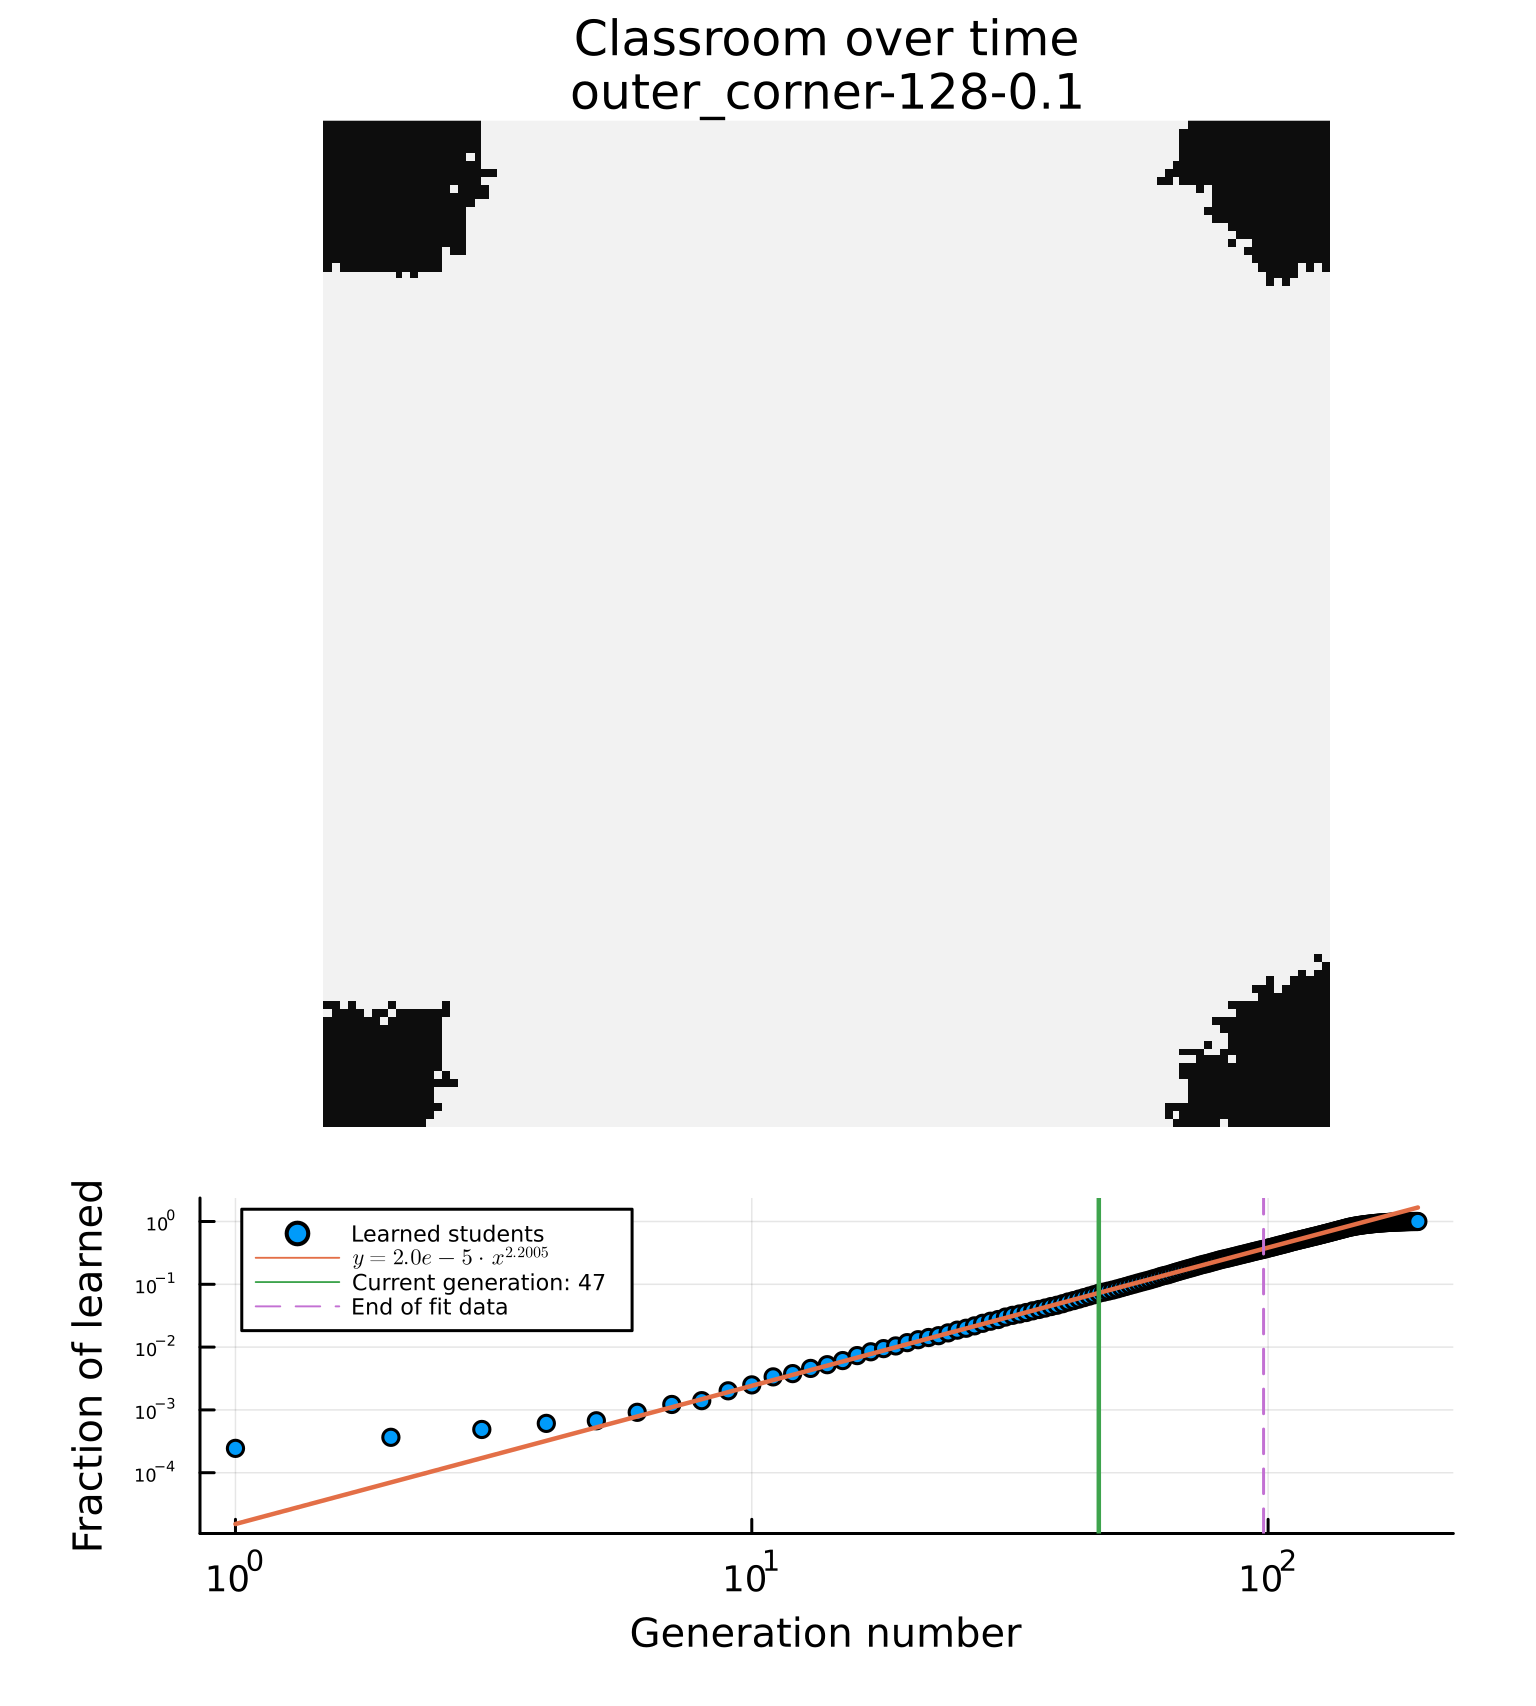 Classroom over time
outer_corner-128-0.1
Fraction of learned
10^0
10^-1
10^-2
10^-3
10^-4
Learned students
y = 2.0e − 5 · x^2.2005
Current generation: 47
End of fit data
10^0 10^1 10^2
Generation number